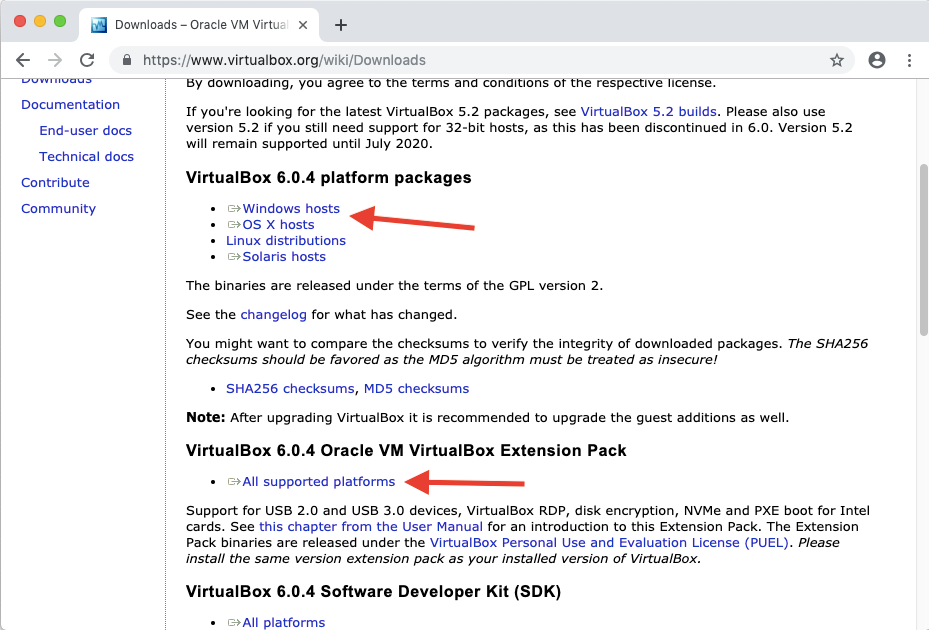 Downloads – Oracle VM Virtual
https://www.virtualbox.org/wiki/Downloads
Downloads
Documentation
End-user docs
Technical docs
Contribute
Community
By downloading, you agree to the terms and conditions of the respective license.
If you're looking for the latest VirtualBox 5.2 packages, see VirtualBox 5.2 builds. Please also use
version 5.2 if you still need support for 32-bit hosts, as this has been discontinued in 6.0. Version 5.2
will remain supported until July 2020.
VirtualBox 6.0.4 platform packages
Windows hosts
OS X hosts
Linux distributions
Solaris hosts
The binaries are released under the terms of the GPL version 2.
See the changelog for what has changed.
You might want to compare the checksums to verify the integrity of downloaded packages. The SHA256
checksums should be favored as the MD5 algorithm must be treated as insecure!
SHA256 checksums, MD5 checksums
Note: After upgrading VirtualBox it is recommended to upgrade the guest additions as well.
VirtualBox 6.0.4 Oracle VM VirtualBox Extension Pack
All supported platforms
Support for USB 2.0 and USB 3.0 devices, VirtualBox RDP, disk encryption, NVMe and PXE boot for Intel
cards. See this chapter from the User Manual for an introduction to this Extension Pack. The Extension
Pack binaries are released under the VirtualBox Personal Use and Evaluation License (PUEL). Please
install the same version extension pack as your installed version of VirtualBox.
VirtualBox 6.0.4 Software Developer Kit (SDK)
All platforms